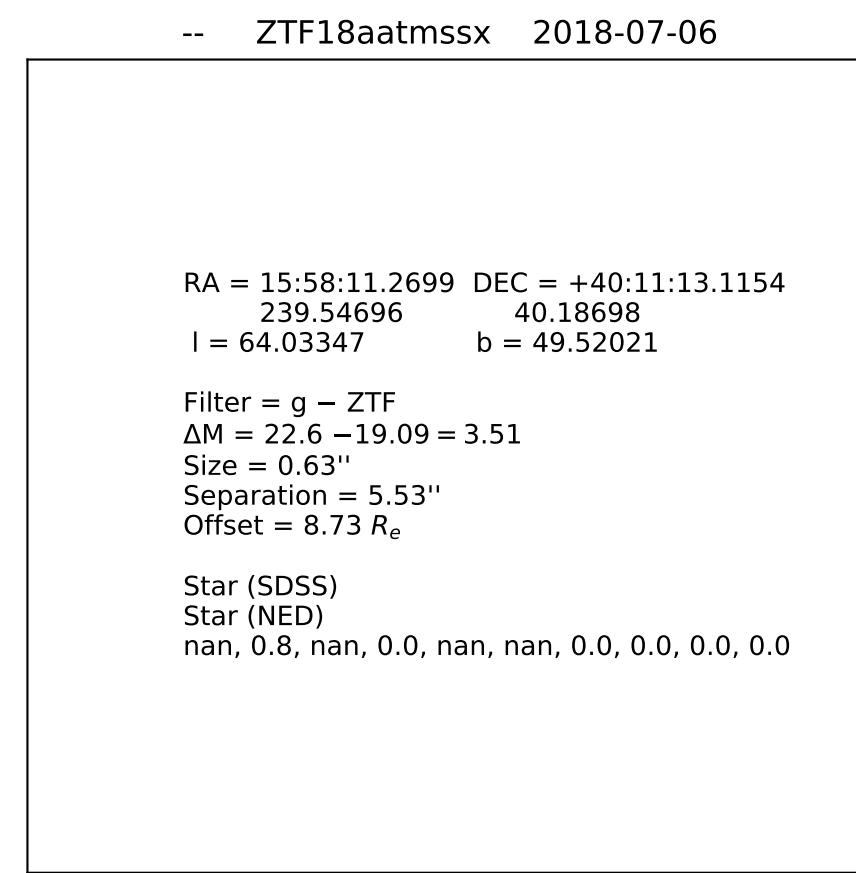 -- ZTF18aatmssx 2018-07-06
RA = 15:58:11.2699 DEC = +40:11:13.1154
239.54696 40.18698
l = 64.03347 b = 49.52021
Filter = g − ZTF
ΔM = 22.6 −19.09 = 3.51
Size = 0.63''
Separation = 5.53''
Offset = 8.73 Re
Star (SDSS)
Star (NED)
nan, 0.8, nan, 0.0, nan, nan, 0.0, 0.0, 0.0, 0.0